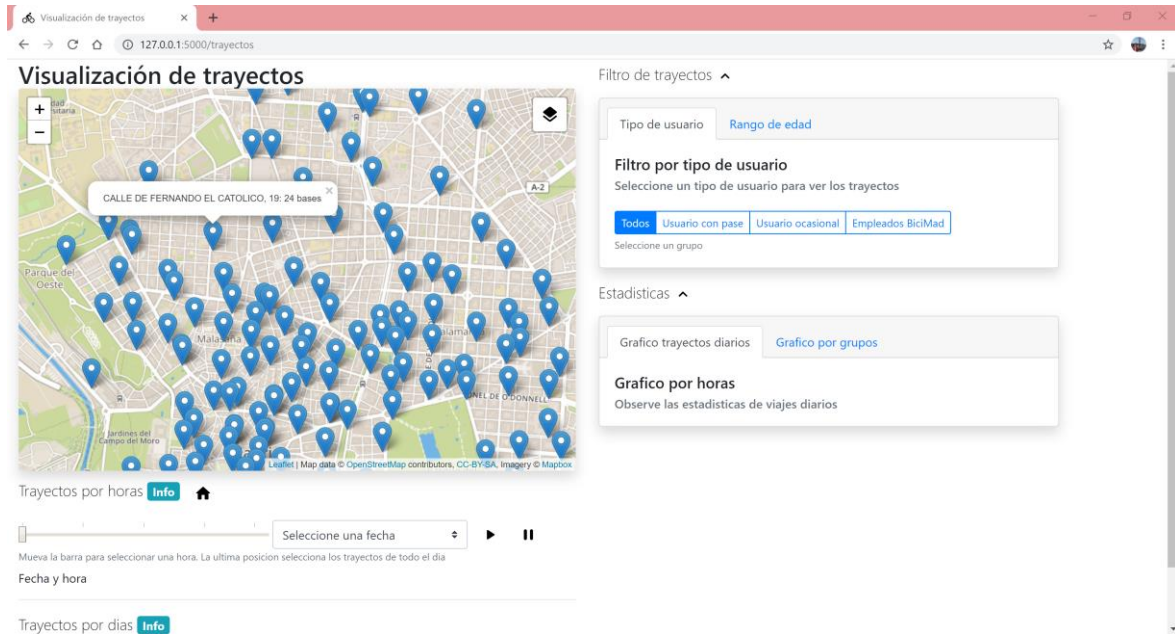 Visualización de trayectos
127.0.0.1:5000/trayectos
Visualización de trayectos
+
−
CALLE DE FERNANDO EL CATOLICO, 19: 24 bases
×
A-2
Parque del
Oeste
Malasaña
Jardines del
Campo del Moro
Leaflet | Map data © OpenStreetMap contributors, CC-BY-SA, Imagery © Mapbox
Trayectos por horas Info
Seleccione una fecha
Mueva la barra para seleccionar una hora. La ultima posicion selecciona los trayectos de todo el dia
Fecha y hora
Trayectos por dias Info
Filtro de trayectos
Tipo de usuario Rango de edad
Filtro por tipo de usuario
Seleccione un tipo de usuario para ver los trayectos
Todos Usuario con pase Usuario ocasional Empleados BiciMad
Seleccione un grupo
Estadisticas
Grafico trayectos diarios Grafico por grupos
Grafico por horas
Observe las estadisticas de viajes diarios